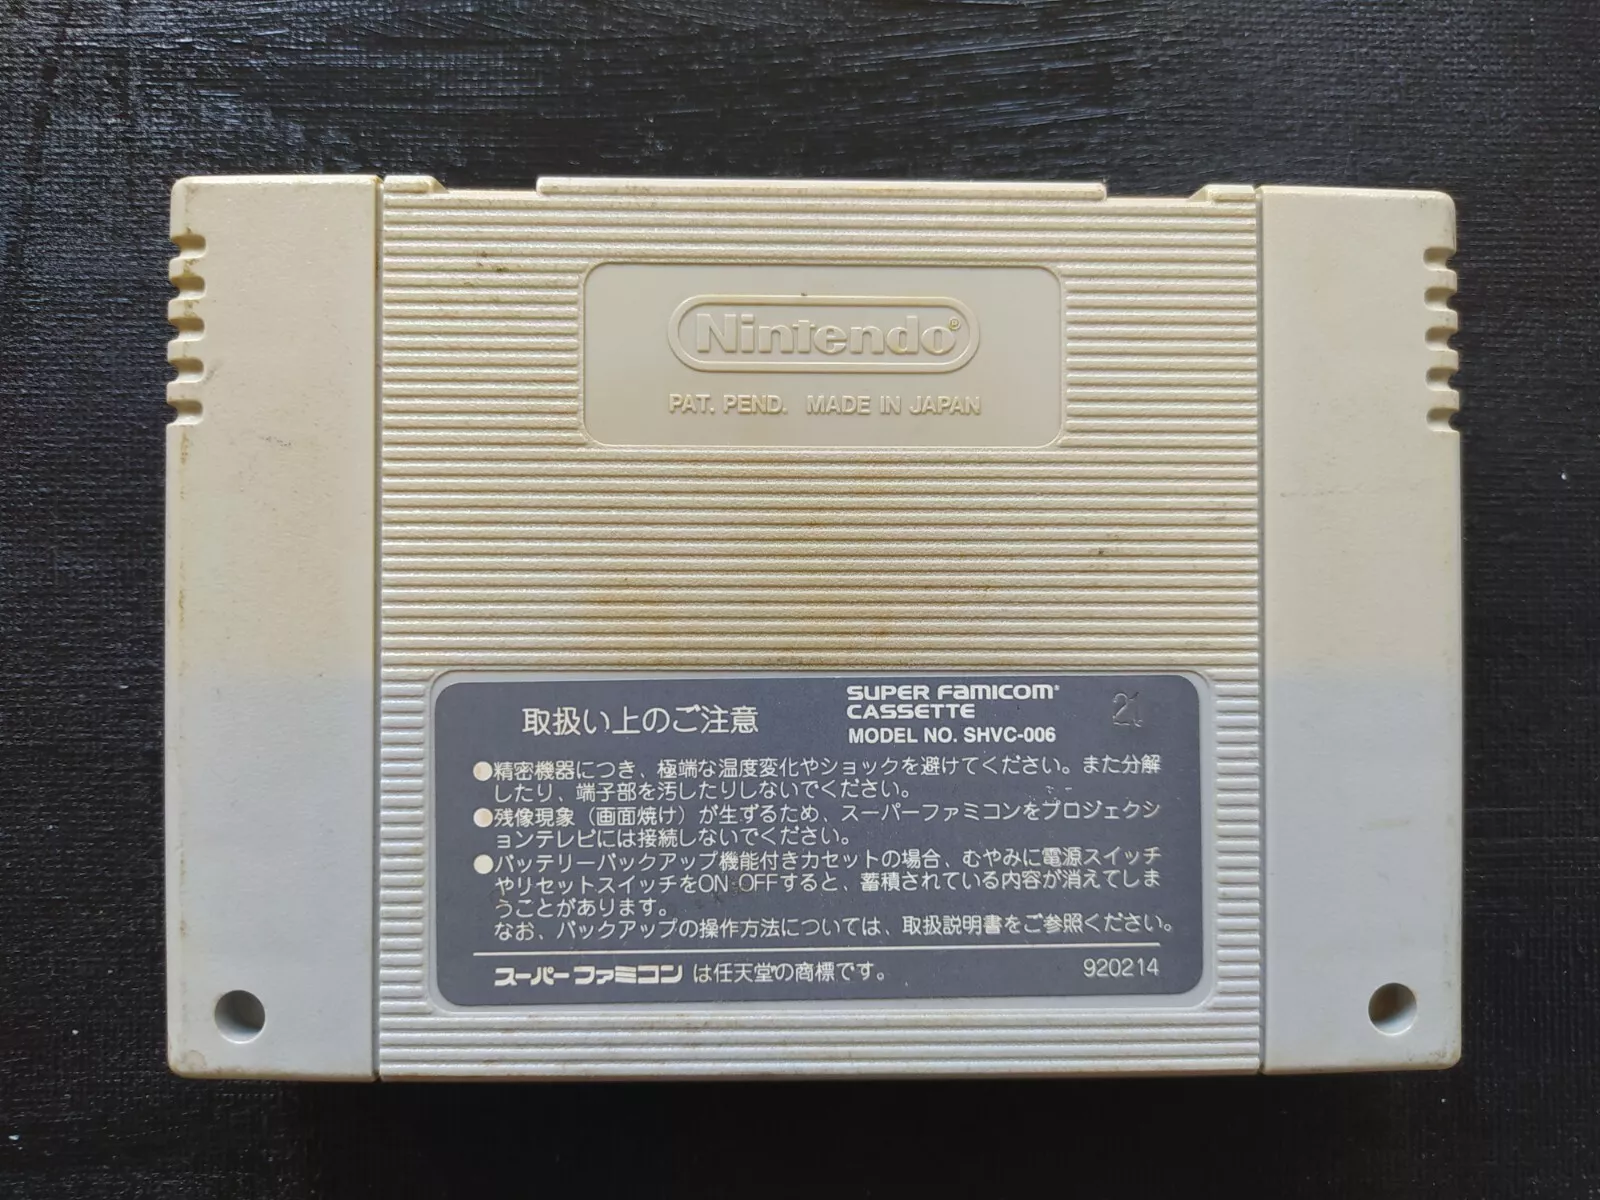 Nintendo®
PAT. PEND. MADE IN JAPAN
取扱い上のご注意
SUPER FAMICOM®
CASSETTE
MODEL NO. SHVC-006
21
●精密機器につき、極端な温度変化やショックを避けてください。また分解
したり、端子部を汚したりしないでください。
●残像現象（画面焼け）が生ずるため、スーパーファミコンをプロジェクシ
ョンテレビには接続しないでください。
●バッテリーバックアップ機能付きカセットの場合、むやみに電源スイッチ
やリセットスイッチをON OFFすると、蓄積されている内容が消えてしま
うことがあります。
なお、バックアップの操作方法については、取扱説明書をご参照ください。
スーパーファミコン は任天堂の商標です。
920214